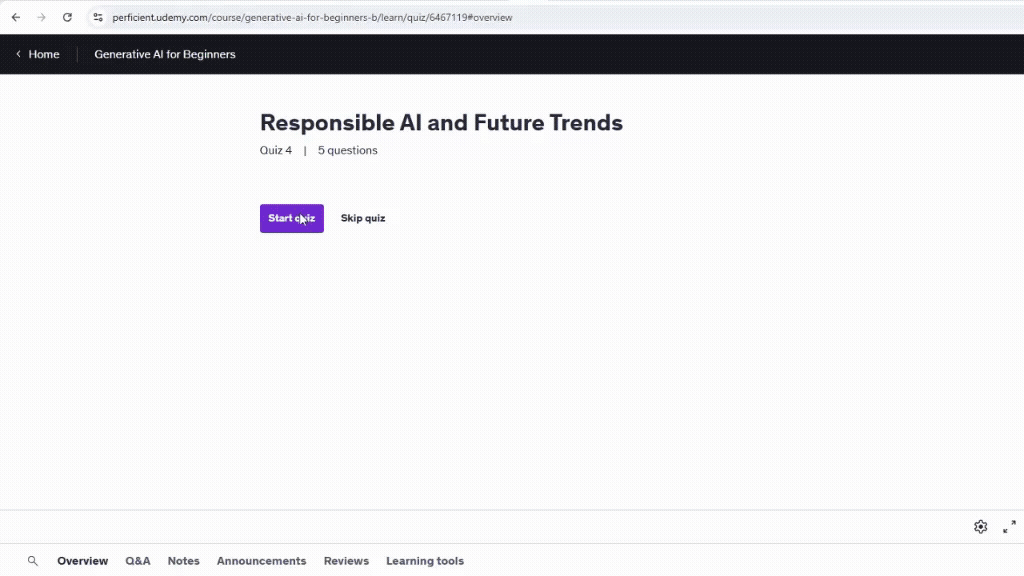 perficient.udemy.com/course/generative-ai-for-beginners-b/learn/quiz/6467119#overview
Home
Generative AI for Beginners
Responsible AI and Future Trends
Quiz 4 | 5 questions
Start quiz
Skip quiz
Overview
Q&A
Notes
Announcements
Reviews
Learning tools